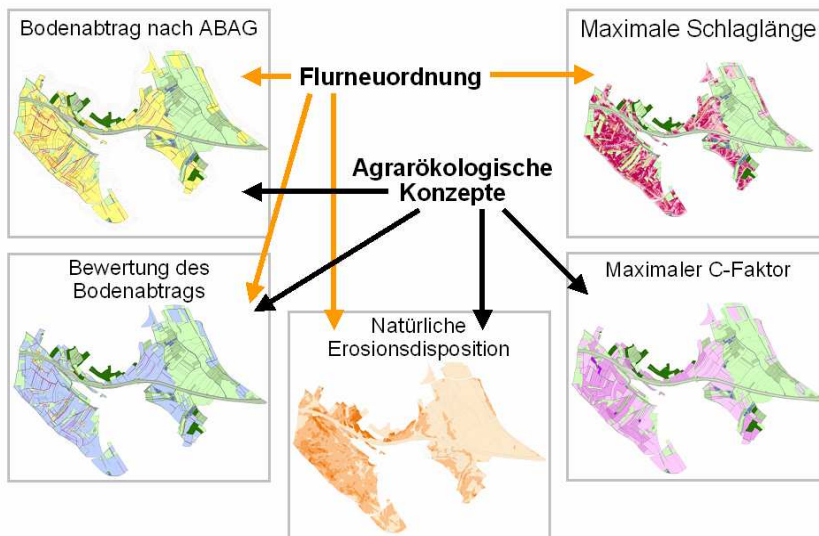 Bodenabtrag nach ABAG
Maximale Schlaglänge
Flurneuordnung
Agrarökologische
Konzepte
Bewertung des
Bodenabtrags
Maximaler C-Faktor
Natürliche
Erosionsdisposition